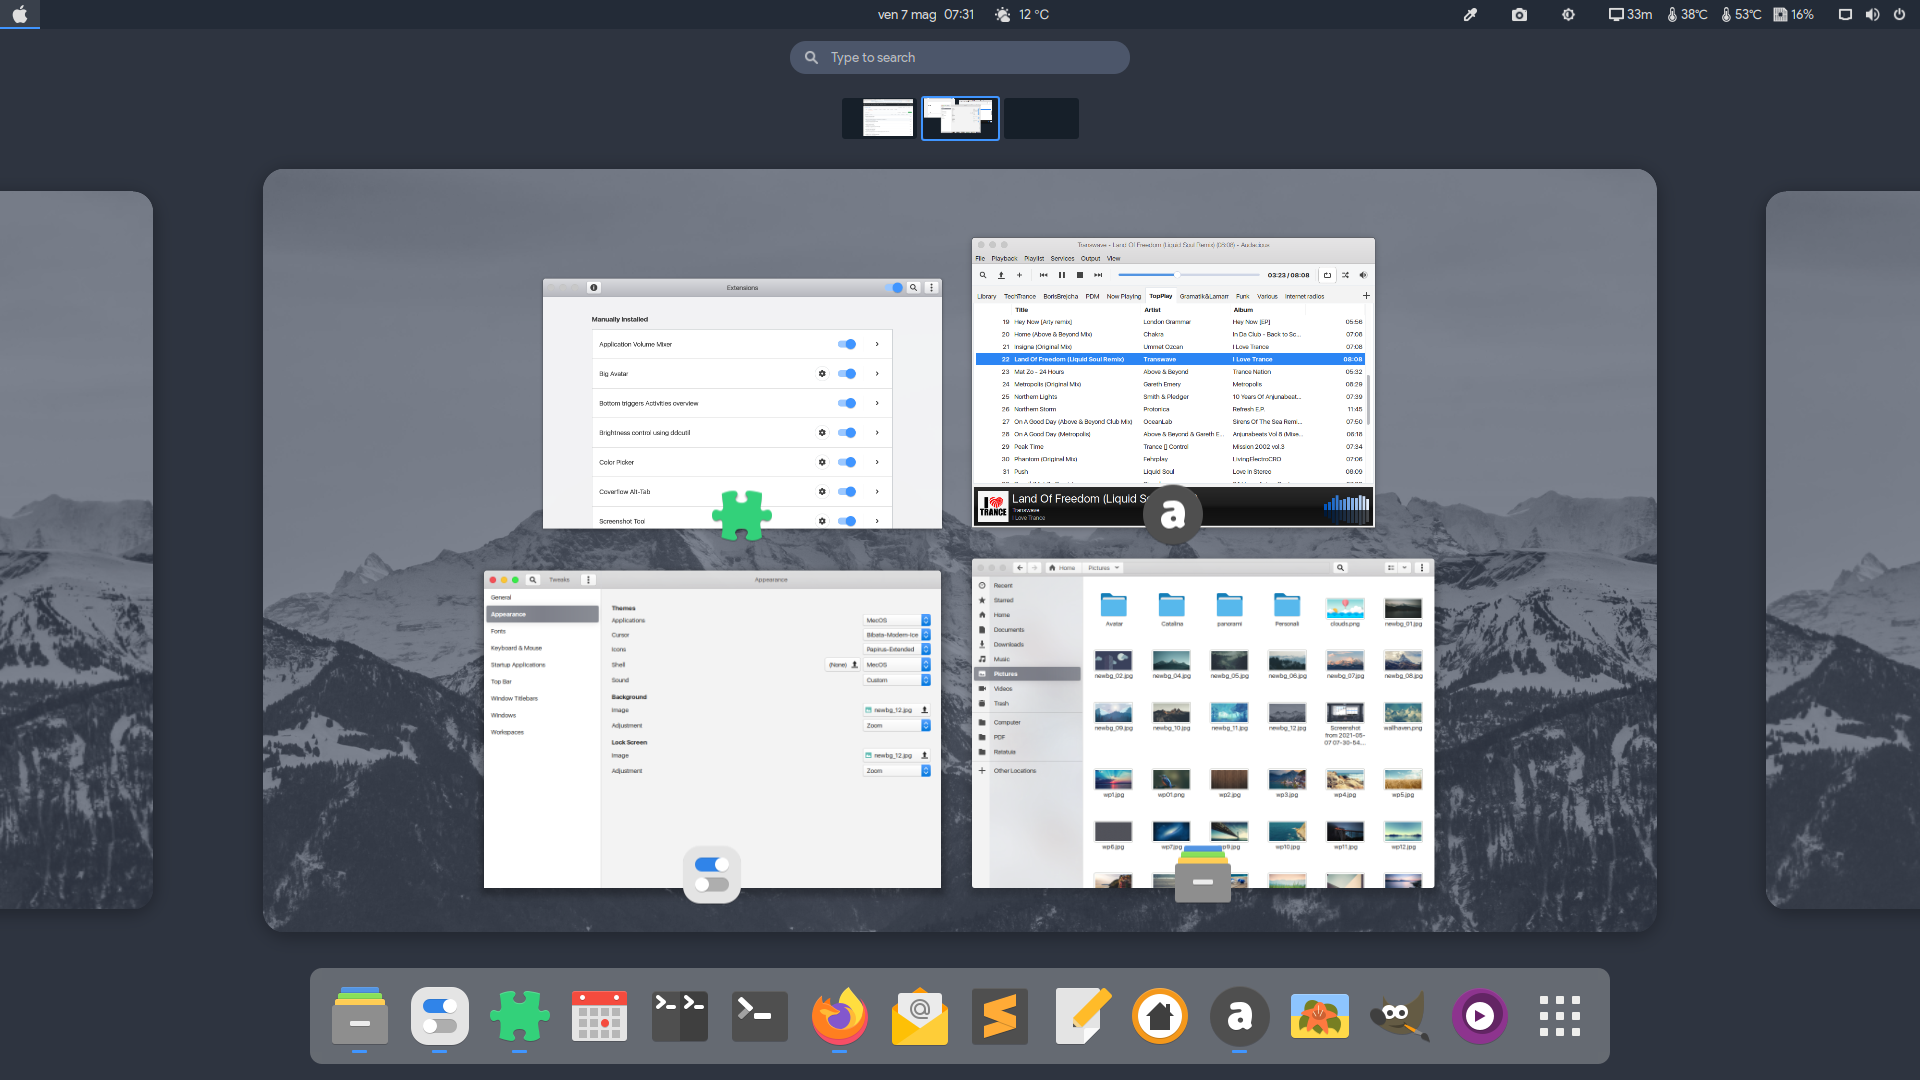 ven 7 mag 07:31 12 °C 33m 38°C 53°C 16%
Type to search
Extensions
Manually Installed
Application Volume Mixer
Big Avatar
Bottom triggers Activities overview
Brightness control using ddcutil
Color Picker
Coverflow Alt-Tab
Screenshot Tool
Transwave - Land Of Freedom (Liquid Soul Remix) (08:08) - Audacious
File Playback Playlist Services Output View
03:23 / 08:08
Library TechTrance BorisBrejcha PDM Now Playing TopPlay Gramatik&Lamarr Funk Various Internet radios
Title Artist Album
19 Hey Now [Arty remix] London Grammar Hey Now [EP] 05:56
20 Home (Above & Beyond Mix) Chakra In Da Club - Back to Sc... 07:08
21 Insigna (Original Mix) Ummet Ozcan I Love Trance 07:08
22 Land Of Freedom (Liquid Soul Remix) Transwave I Love Trance 08:08
23 Mat Zo - 24 Hours Above & Beyond Trance Nation 05:32
24 Metropolis (Original Mix) Gareth Emery Metropolis 08:29
25 Northern Lights Smith & Pledger 10 Years Of Anjunabeat... 07:39
26 Northern Storm Protonica Refresh E.P. 11:45
27 On A Good Day (Above & Beyond Club Mix) OceanLab Sirens Of The Sea Remi... 07:50
28 On A Good Day (Metropolis) Above & Beyond & Gareth E... Anjunabeats Vol 8 (Mixe... 06:18
29 Peak Time Trance [] Control Mission 2002 vol.3 07:34
30 Phantom (Original Mix) Fehrplay LivingElectroCRO 07:06
31 Push Liquid Soul Love In Stereo 08:09
I
TRANCE
Land Of Freedom (Liquid S
Transwave
I Love Trance
a
Tweaks Appearance
General
Appearance
Fonts
Keyboard & Mouse
Startup Applications
Top Bar
Window Titlebars
Windows
Workspaces
Themes
Applications MacOS
Cursor Bibata-Modern-Ice
Icons Papirus-Extended
Shell (None) MacOS
Sound Custom
Background
Image newbg_12.jpg
Adjustment Zoom
Lock Screen
Image newbg_12.jpg
Adjustment Zoom
Home Pictures
Recent
Starred
Home
Documents
Downloads
Music
Pictures
Videos
Trash
Computer
PDF
Other Locations
Avatar Catalina panorami Personali clouds.png newbg_01.jpg
newbg_02.jpg newbg_04.jpg newbg_05.jpg newbg_06.jpg newbg_07.jpg newbg_08.jpg
newbg_09.jpg newbg_10.jpg newbg_11.jpg newbg_12.jpg Screenshot from 2021-05-07 07-30-54... wallhaven.png
wp1.jpg wp01.png wp2.jpg wp3.jpg wp4.jpg wp5.jpg
wp6.jpg wp7.jpg wp10.jpg wp11.jpg wp12.jpg
@
a